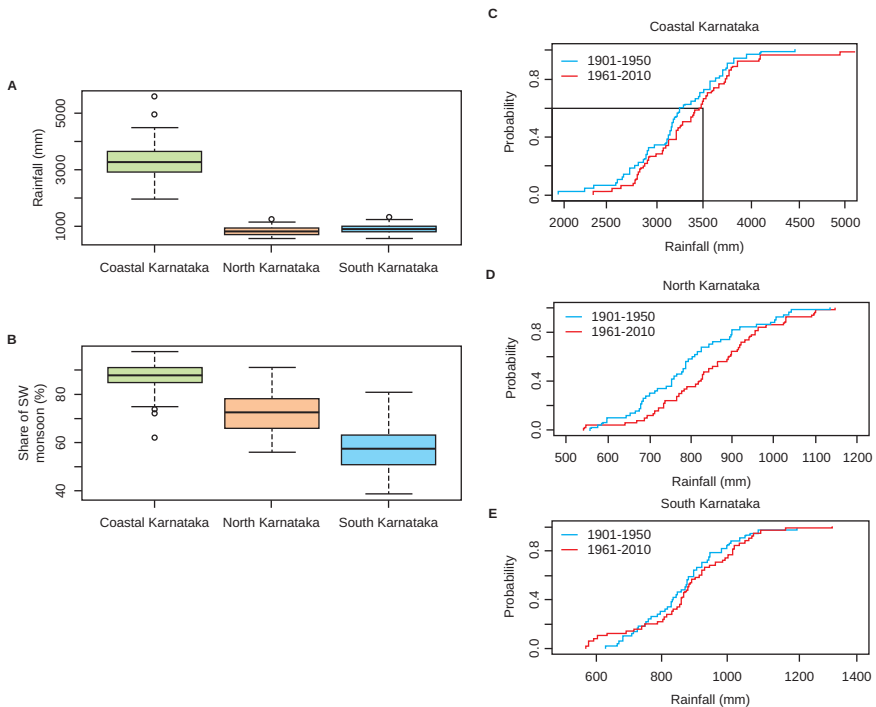 A
Rainfall (mm)
5000
3000
1000
Coastal Karnataka North Karnataka South Karnataka
B
Share of SW
monsoon (%)
80
60
40
Coastal Karnataka North Karnataka South Karnataka
C
Coastal Karnataka
1901-1950
1961-2010
Probability
0.8
0.4
0.0
2000 2500 3000 3500 4000 4500 5000
Rainfall (mm)
D
North Karnataka
1901-1950
1961-2010
Probability
0.8
0.4
0.0
500 600 700 800 900 1000 1100 1200
Rainfall (mm)
E
South Karnataka
1901-1950
1961-2010
Probability
0.8
0.4
0.0
600 800 1000 1200 1400
Rainfall (mm)